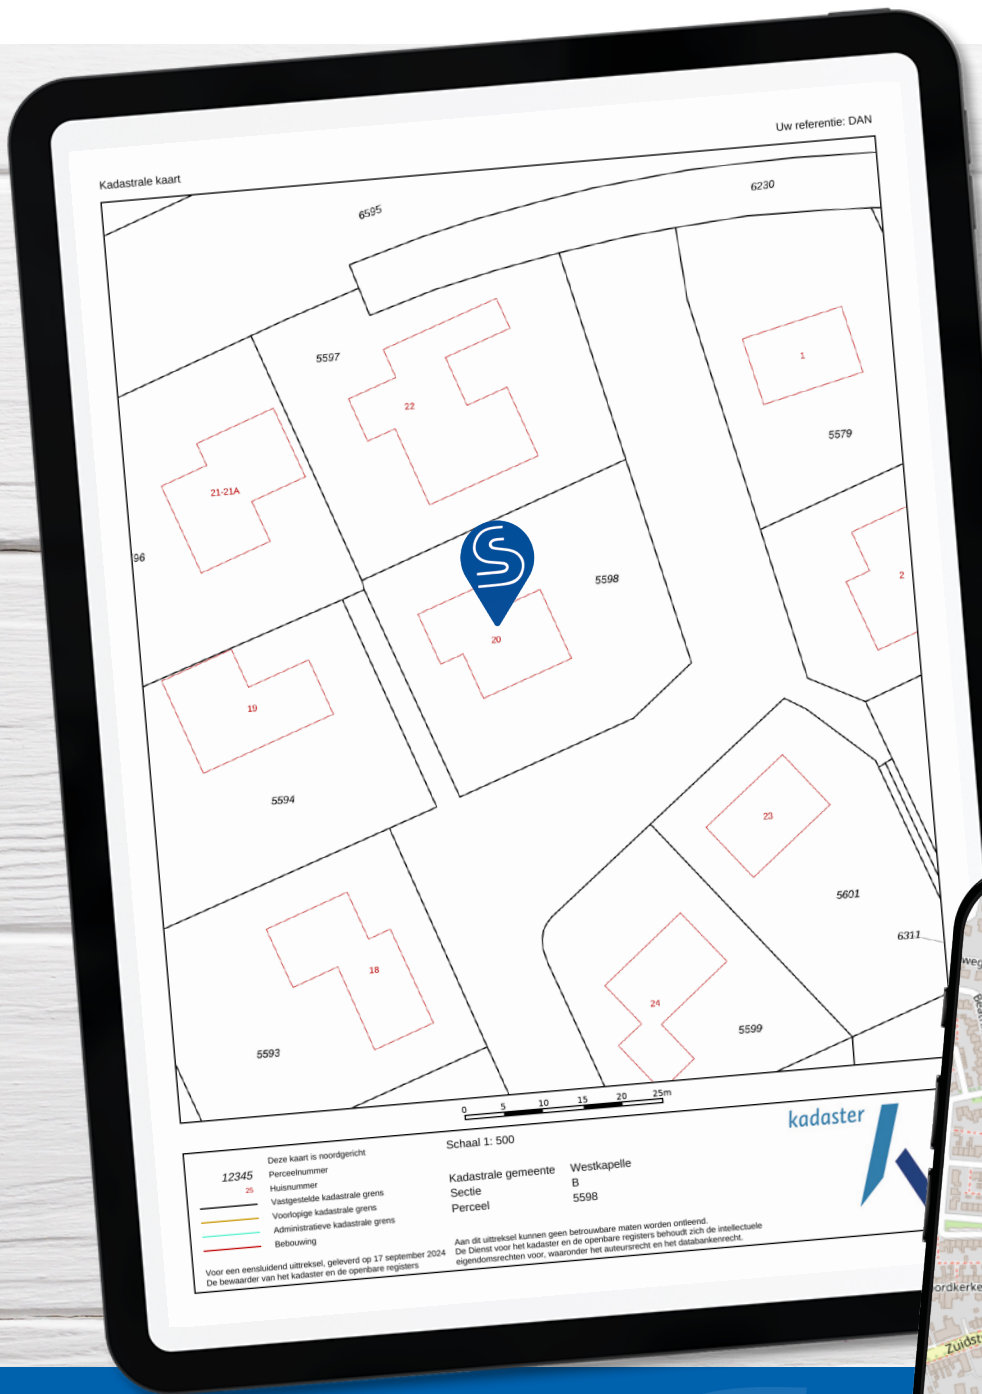 Uw referentie: DAN
Kadastrale kaart
6595
6230
5597
22
1
5579
21-21A
96
5598
2
20
19
5594
23
5601
6311
18
24
5599
5593
0 5 10 15 20 25m
Schaal 1: 500
kadaster
Deze kaart is noordgericht
12345 Perceelnummer
25 Huisnummer
Vastgestelde kadastrale grens
Voorlopige kadastrale grens
Administratieve kadastrale grens
Bebouwing
Kadastrale gemeente Westkapelle
Sectie B
Perceel 5598
Voor een eensluidend uittreksel, geleverd op 17 september 2024
De bewaarder van het kadaster en de openbare registers
Aan dit uittreksel kunnen geen betrouwbare maten worden ontleend.
De Dienst voor het kadaster en de openbare registers behoudt zich de intellectuele
eigendomsrechten voor, waaronder het auteursrecht en het databankenrecht.
weg
ordkerke
Zuidst